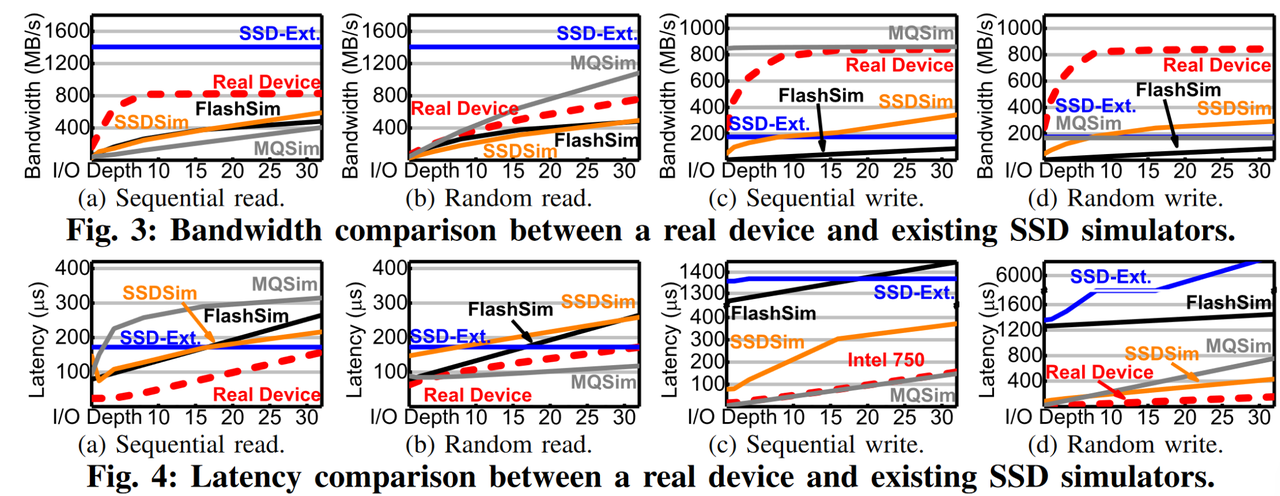 Bandwidth (MB/s)
1600
1200
800
400
SSD-Ext.
Real Device
FlashSim
SSDSim
MQSim
I/O Depth 10 15 20 25 30
(a) Sequential read.
Bandwidth (MB/s)
1600
1200
800
400
SSD-Ext.
MQSim
Real Device
FlashSim
SSDSim
I/O Depth 10 15 20 25 30
(b) Random read.
Bandwidth (MB/s)
1000
800
600
400
200
MQSim
Real Device
FlashSim
SSDSim
SSD-Ext.
I/O Depth 10 15 20 25 30
(c) Sequential write.
Bandwidth (MB/s)
1000
800
600
400
200
Real Device
FlashSim
SSD-Ext.
SSDSim
MQSim
I/O Depth 10 15 20 25 30
(d) Random write.
Fig. 3: Bandwidth comparison between a real device and existing SSD simulators.
Latency (μs)
400
300
200
100
MQSim
SSDSim
FlashSim
SSD-Ext.
Real Device
I/O Depth 10 15 20 25 30
(a) Sequential read.
Latency (μs)
400
300
200
100
SSDSim
FlashSim
SSD-Ext.
MQSim
Real Device
I/O Depth 10 15 20 25 30
(b) Random read.
Latency (μs)
1400
1300
400
300
200
100
SSD-Ext.
FlashSim
SSDSim
Intel 750
MQSim
I/O Depth 10 15 20 25 30
(c) Sequential write.
Latency (μs)
6000
1600
1200
800
400
SSD-Ext.
FlashSim
MQSim
SSDSim
Real Device
I/O Depth 10 15 20 25 30
(d) Random write.
Fig. 4: Latency comparison between a real device and existing SSD simulators.